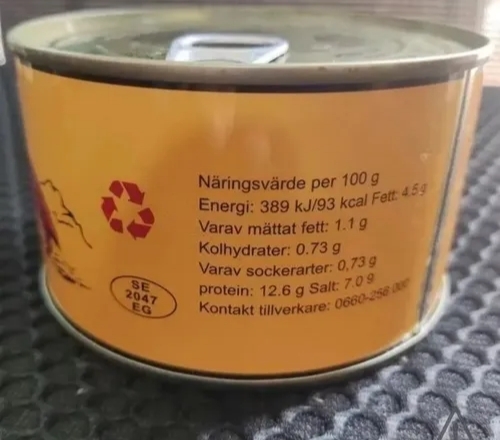 Näringsvärde per 100 g
Energi: 389 kJ/93 kcal Fett: 4.5 g
Varav mättat fett: 1.1 g
Kolhydrater: 0.73 g
Varav sockerarter: 0,73 g
protein: 12.6 g Salt: 7.0 g
Kontakt tillverkare: 0660-256 000
SE
2047
EG